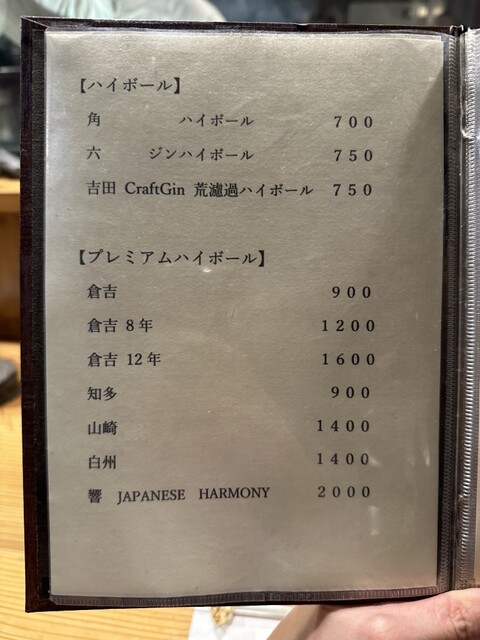 【ハイボール】
角 ハイボール 700
六 ジンハイボール 750
吉田 CraftGin 荒濾過ハイボール 750
【プレミアムハイボール】
倉吉 900
倉吉 8年 1200
倉吉 12年 1600
知多 900
山崎 1400
白州 1400
響 JAPANESE HARMONY 2000